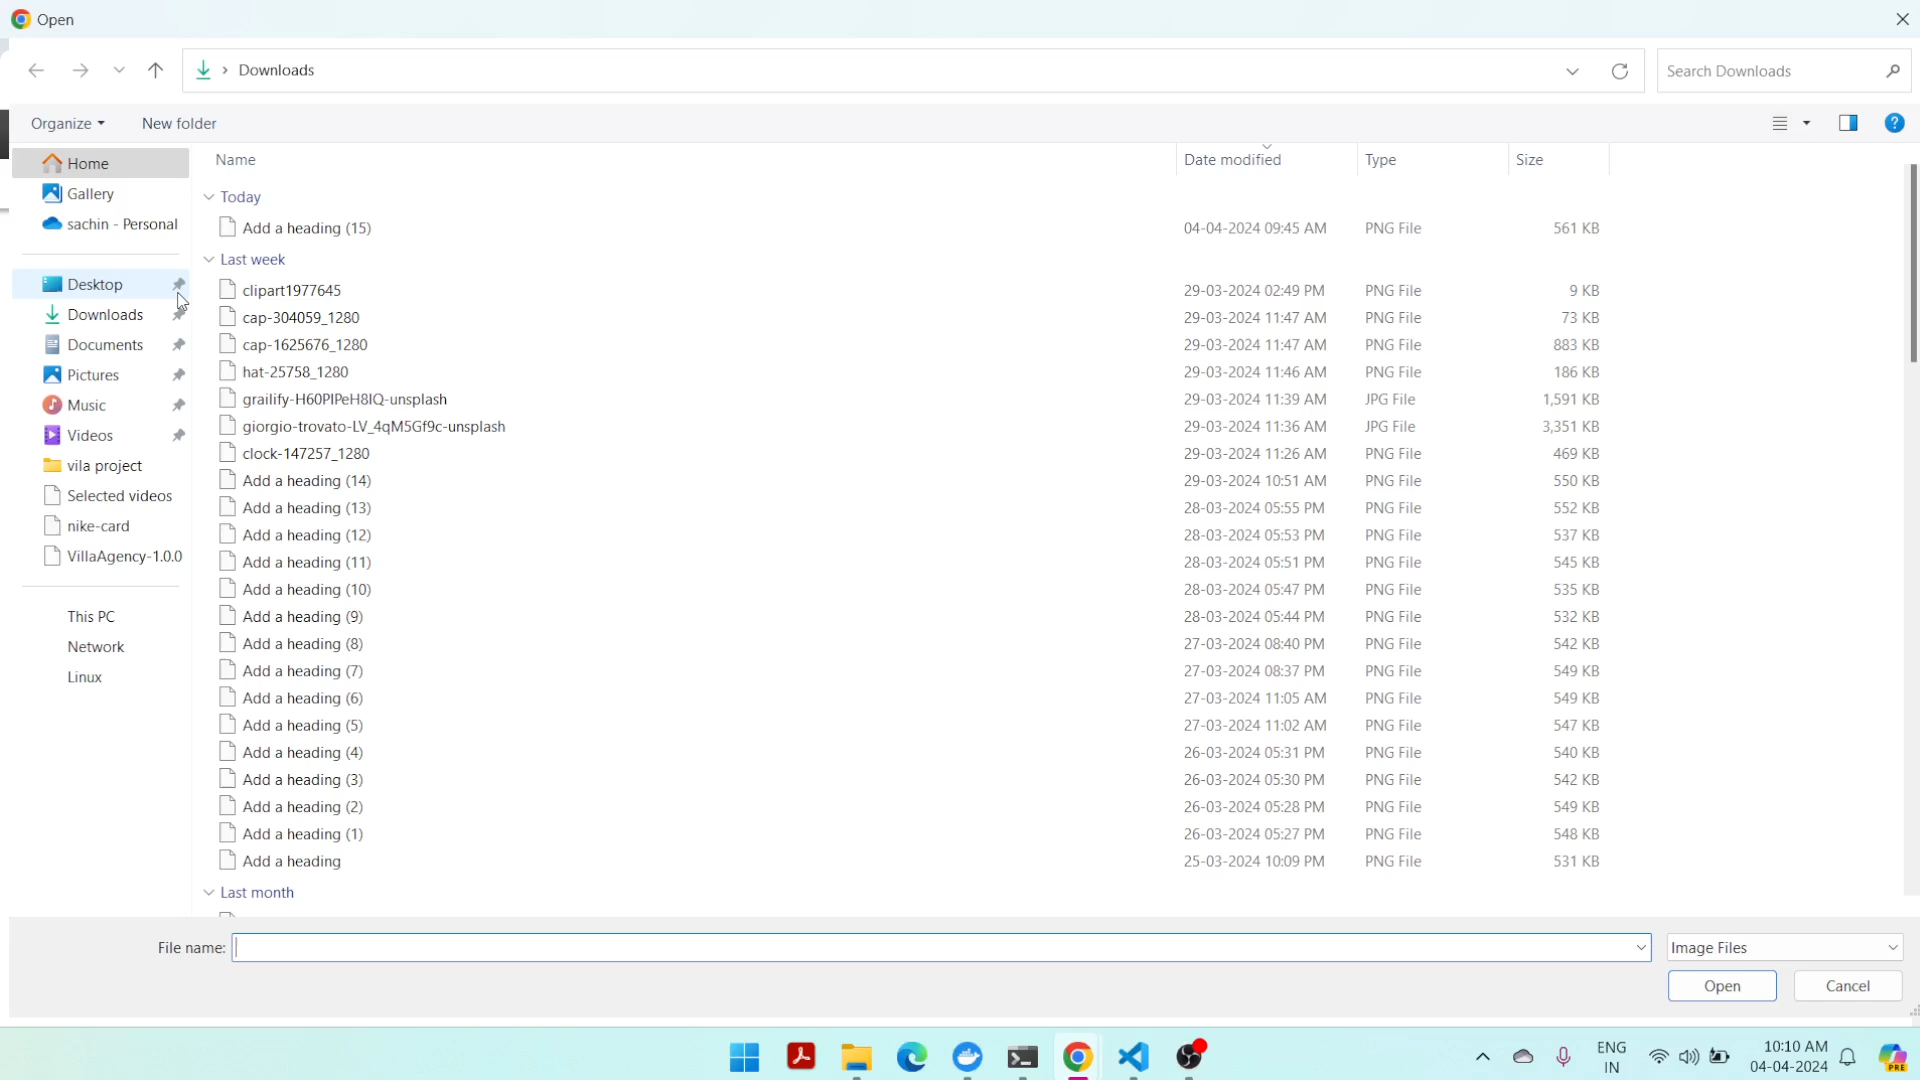 Open
Downloads
Search Downloads
Organize
New folder
Home
Gallery
sachin - Personal
Desktop
Downloads
Documents
Pictures
Music
Videos
vila project
Selected videos
nike-card
VillaAgency-1.0.0
This PC
Network
Linux
Name Date modified Type Size
Today
Add a heading (15) 04-04-2024 09:45 AM PNG File 561 KB
Last week
clipart1977645 29-03-2024 02:49 PM PNG File 9 KB
cap-304059_1280 29-03-2024 11:47 AM PNG File 73 KB
cap-1625676_1280 29-03-2024 11:47 AM PNG File 883 KB
hat-25758_1280 29-03-2024 11:46 AM PNG File 186 KB
grailify-H60PIPeH8IQ-unsplash 29-03-2024 11:39 AM JPG File 1,591 KB
giorgio-trovato-LV_4qM5Gf9c-unsplash 29-03-2024 11:36 AM JPG File 3,351 KB
clock-147257_1280 29-03-2024 11:26 AM PNG File 469 KB
Add a heading (14) 29-03-2024 10:51 AM PNG File 550 KB
Add a heading (13) 28-03-2024 05:55 PM PNG File 552 KB
Add a heading (12) 28-03-2024 05:53 PM PNG File 537 KB
Add a heading (11) 28-03-2024 05:51 PM PNG File 545 KB
Add a heading (10) 28-03-2024 05:47 PM PNG File 535 KB
Add a heading (9) 28-03-2024 05:44 PM PNG File 532 KB
Add a heading (8) 27-03-2024 08:40 PM PNG File 542 KB
Add a heading (7) 27-03-2024 08:37 PM PNG File 549 KB
Add a heading (6) 27-03-2024 11:05 AM PNG File 549 KB
Add a heading (5) 27-03-2024 11:02 AM PNG File 547 KB
Add a heading (4) 26-03-2024 05:31 PM PNG File 540 KB
Add a heading (3) 26-03-2024 05:30 PM PNG File 542 KB
Add a heading (2) 26-03-2024 05:28 PM PNG File 549 KB
Add a heading (1) 26-03-2024 05:27 PM PNG File 548 KB
Add a heading 25-03-2024 10:09 PM PNG File 531 KB
Last month
File name:
Image Files
Open
Cancel
ENG
IN
10:10 AM
04-04-2024
PRE